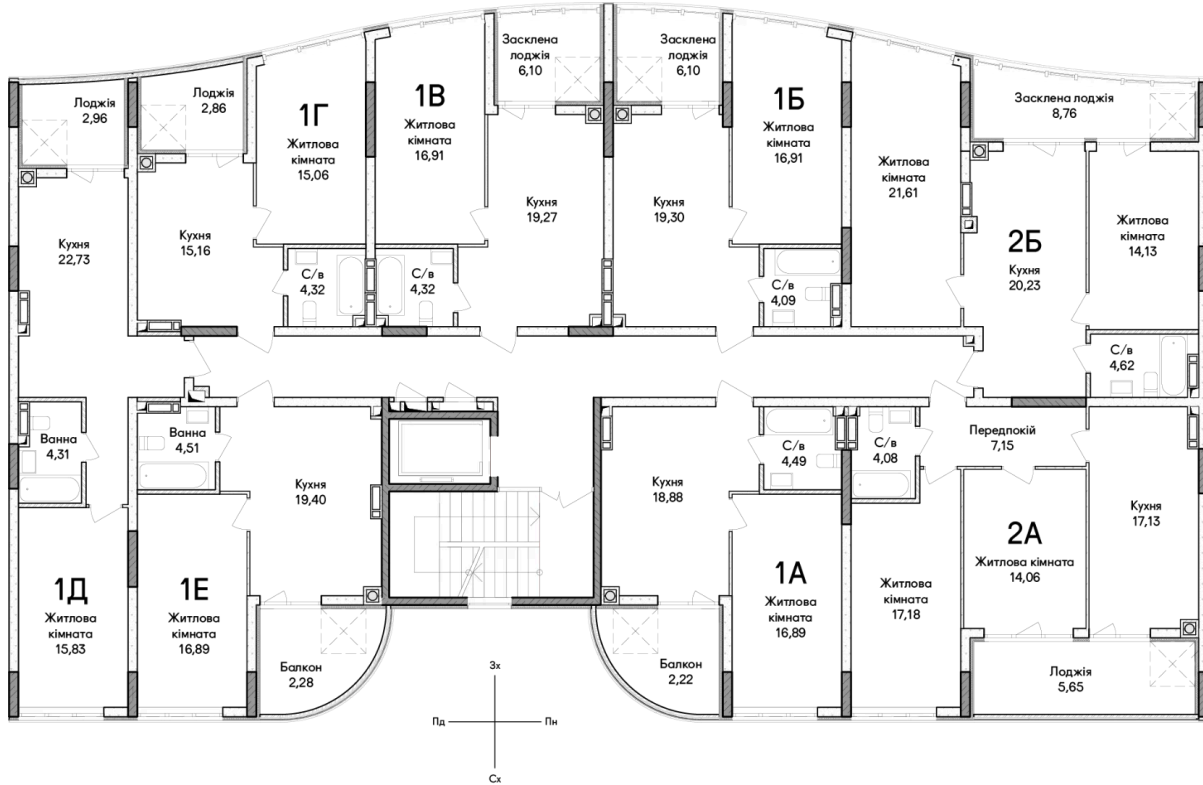 Лоджія
2,96
Лоджія
2,86
1Г
Житлова
кімната
15,06
1В
Житлова
кімната
16,91
Засклена
лоджія
6,10
Засклена
лоджія
6,10
1Б
Житлова
кімната
16,91
Житлова
кімната
21,61
Засклена лоджія
8,76
Кухня
22,73
Кухня
15,16
Кухня
19,27
Кухня
19,30
2Б
Кухня
20,23
Житлова
кімната
14,13
С/в
4,32
С/в
4,32
С/в
4,09
С/в
4,62
Ванна
4,31
Ванна
4,51
Кухня
19,40
Кухня
18,88
С/в
4,49
С/в
4,08
Передпокій
7,15
Кухня
17,13
1Д
Житлова
кімната
15,83
1Е
Житлова
кімната
16,89
1А
Житлова
кімната
16,89
Житлова
кімната
17,18
2А
Житлова кімната
14,06
Балкон
2,28
Балкон
2,22
Лоджія
5,65
Зх
Пд
Пн
Сх